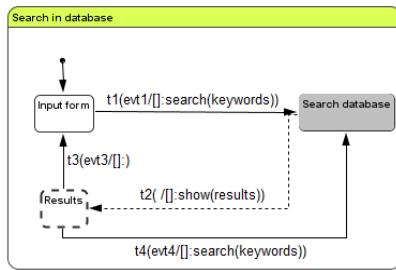 Search in database
Input form
t1(evt1/[]:search(keywords))
Search database
t3(evt3/[]:)
t2( /[]:show(results))
Results
t4(evt4/[]:search(keywords))